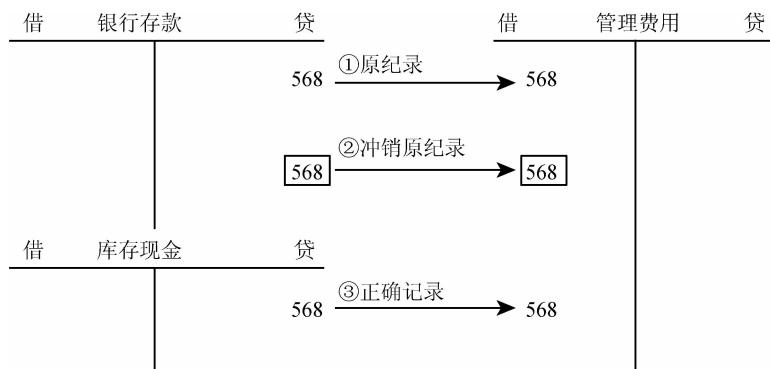 借 银行存款 贷 借 管理费用 贷
568 ①原纪录 568
568 ②冲销原纪录 568
借 库存现金 贷
568 ③正确记录 568